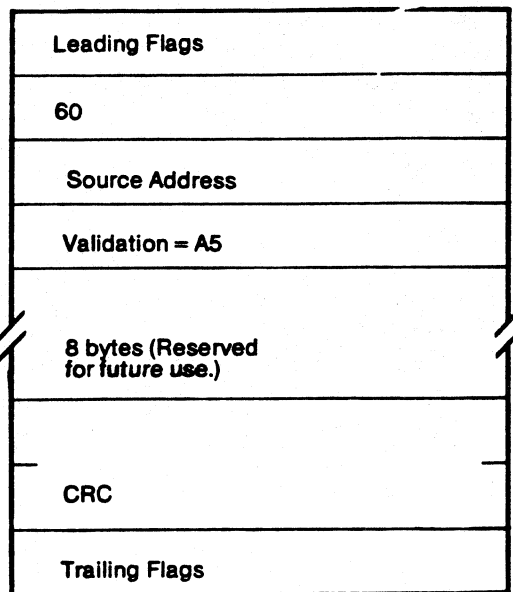 Leading Flags
60
Source Address
Validation = A5
8 bytes (Reserved
for future use.)
CRC
Trailing Flags